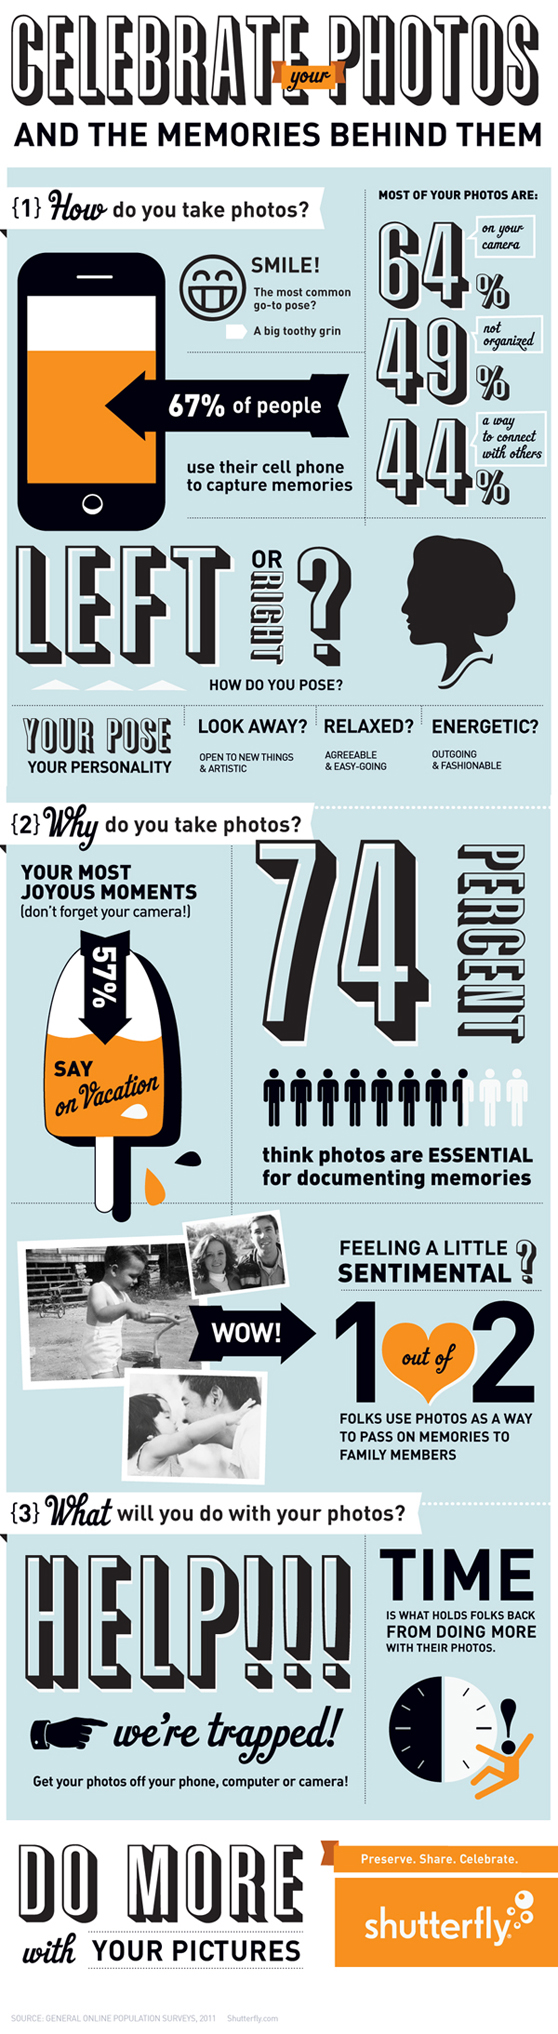 CELEBRATE your PHOTOS
AND THE MEMORIES BEHIND THEM
{1} How do you take photos?
SMILE!
The most common
go-to pose?
A big toothy grin
67% of people
use their cell phone
to capture memories
MOST OF YOUR PHOTOS ARE:
64%
on your
camera
49%
not
organized
44%
a way
to connect
with others
LEFT OR RIGHT?
HOW DO YOU POSE?
YOUR POSE
YOUR PERSONALITY
LOOK AWAY?
OPEN TO NEW THINGS
& ARTISTIC
RELAXED?
AGREEABLE
& EASY-GOING
ENERGETIC?
OUTGOING
& FASHIONABLE
{2} Why do you take photos?
YOUR MOST
JOYOUS MOMENTS
(don't forget your camera!)
57%
SAY
on Vacation
74 PERCENT
think photos are ESSENTIAL
for documenting memories
WOW!
FEELING A LITTLE
SENTIMENTAL?
1 out of 2
FOLKS USE PHOTOS AS A WAY
TO PASS ON MEMORIES TO
FAMILY MEMBERS
{3} What will you do with your photos?
HELP!!!
we're trapped!
Get your photos off your phone, computer or camera!
TIME
IS WHAT HOLDS FOLKS BACK
FROM DOING MORE
WITH THEIR PHOTOS.
DO MORE
with YOUR PICTURES
Preserve. Share. Celebrate.
shutterfly
SOURCE: GENERAL ONLINE POPULATION SURVEYS, 2011 Shutterfly.com